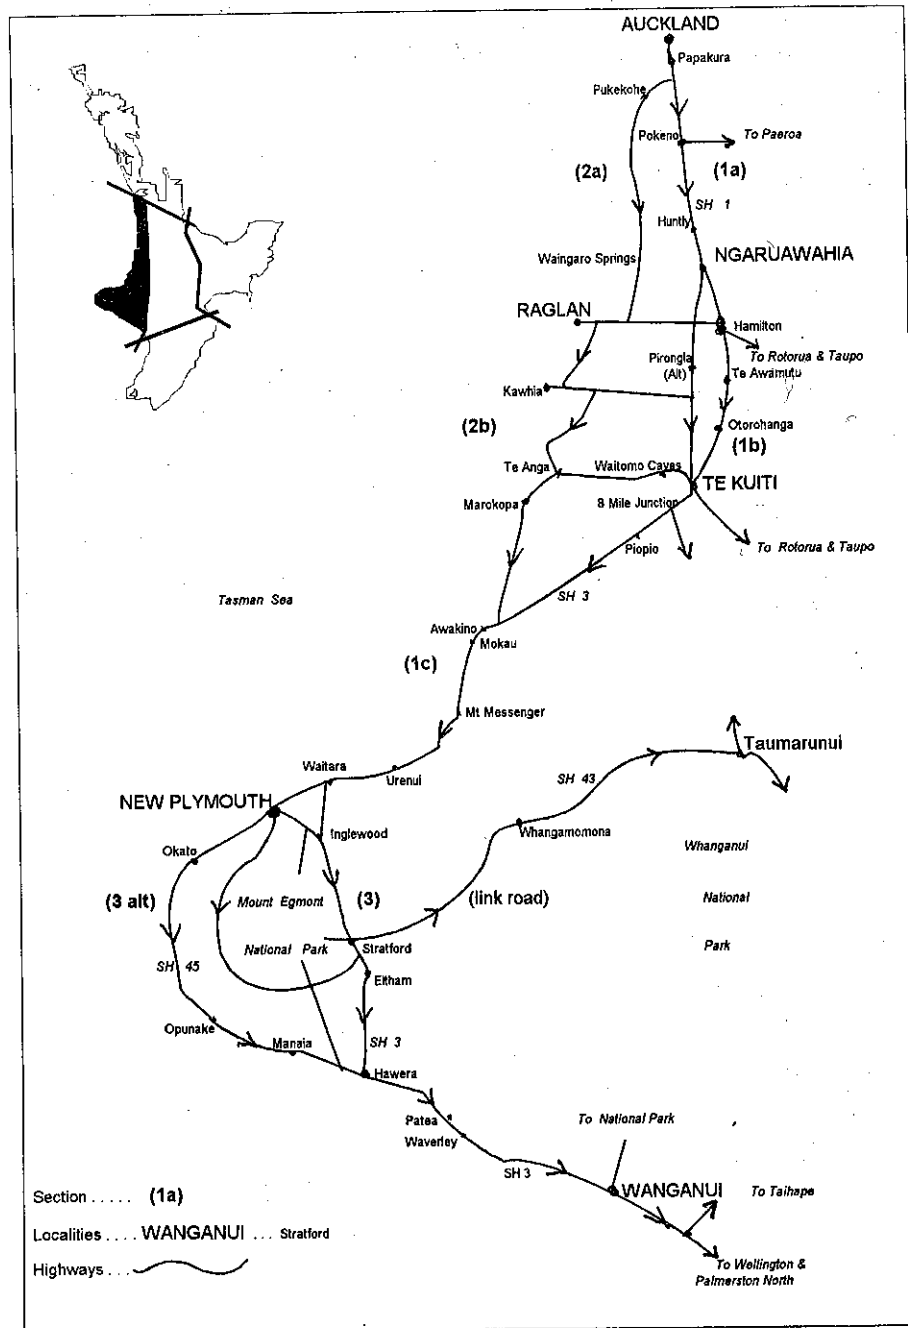 AUCKLAND
Papakura
Pukekohe
Pokeno
To Paeroa
(2a)
(1a)
SH 1
Huntly
NGARUAWAHIA
Waingaro Springs
RAGLAN
Hamilton
To Rotorua & Taupo
Pirongla
(Alt)
Te Awamutu
Kawhia
Otorohanga
(2b)
(1b)
Te Anga
Waitomo Caves
TE KUITI
Marokopa
8 Mile Junction
Piopio
To Rotorua & Taupo
SH 3
Tasman Sea
Awakino
Mokau
(1c)
Mt Messenger
Taumarunui
Waitara
Urenui
SH 43
NEW PLYMOUTH
Inglewood
Whangamomona
Whanganui
National
Park
Okato
(3 alt)
Mount Egmont
(3)
(link road)
National Park
Stratford
SH 45
Eltham
Opunake
Manaia
SH 3
Hawera
Patea
Waverley
To National Park
SH 3
WANGANUI
To Taihape
To Wellington &
Palmerston North
Section ..... (1a)
Localities .... WANGANUI ... Stratford
Highways ...